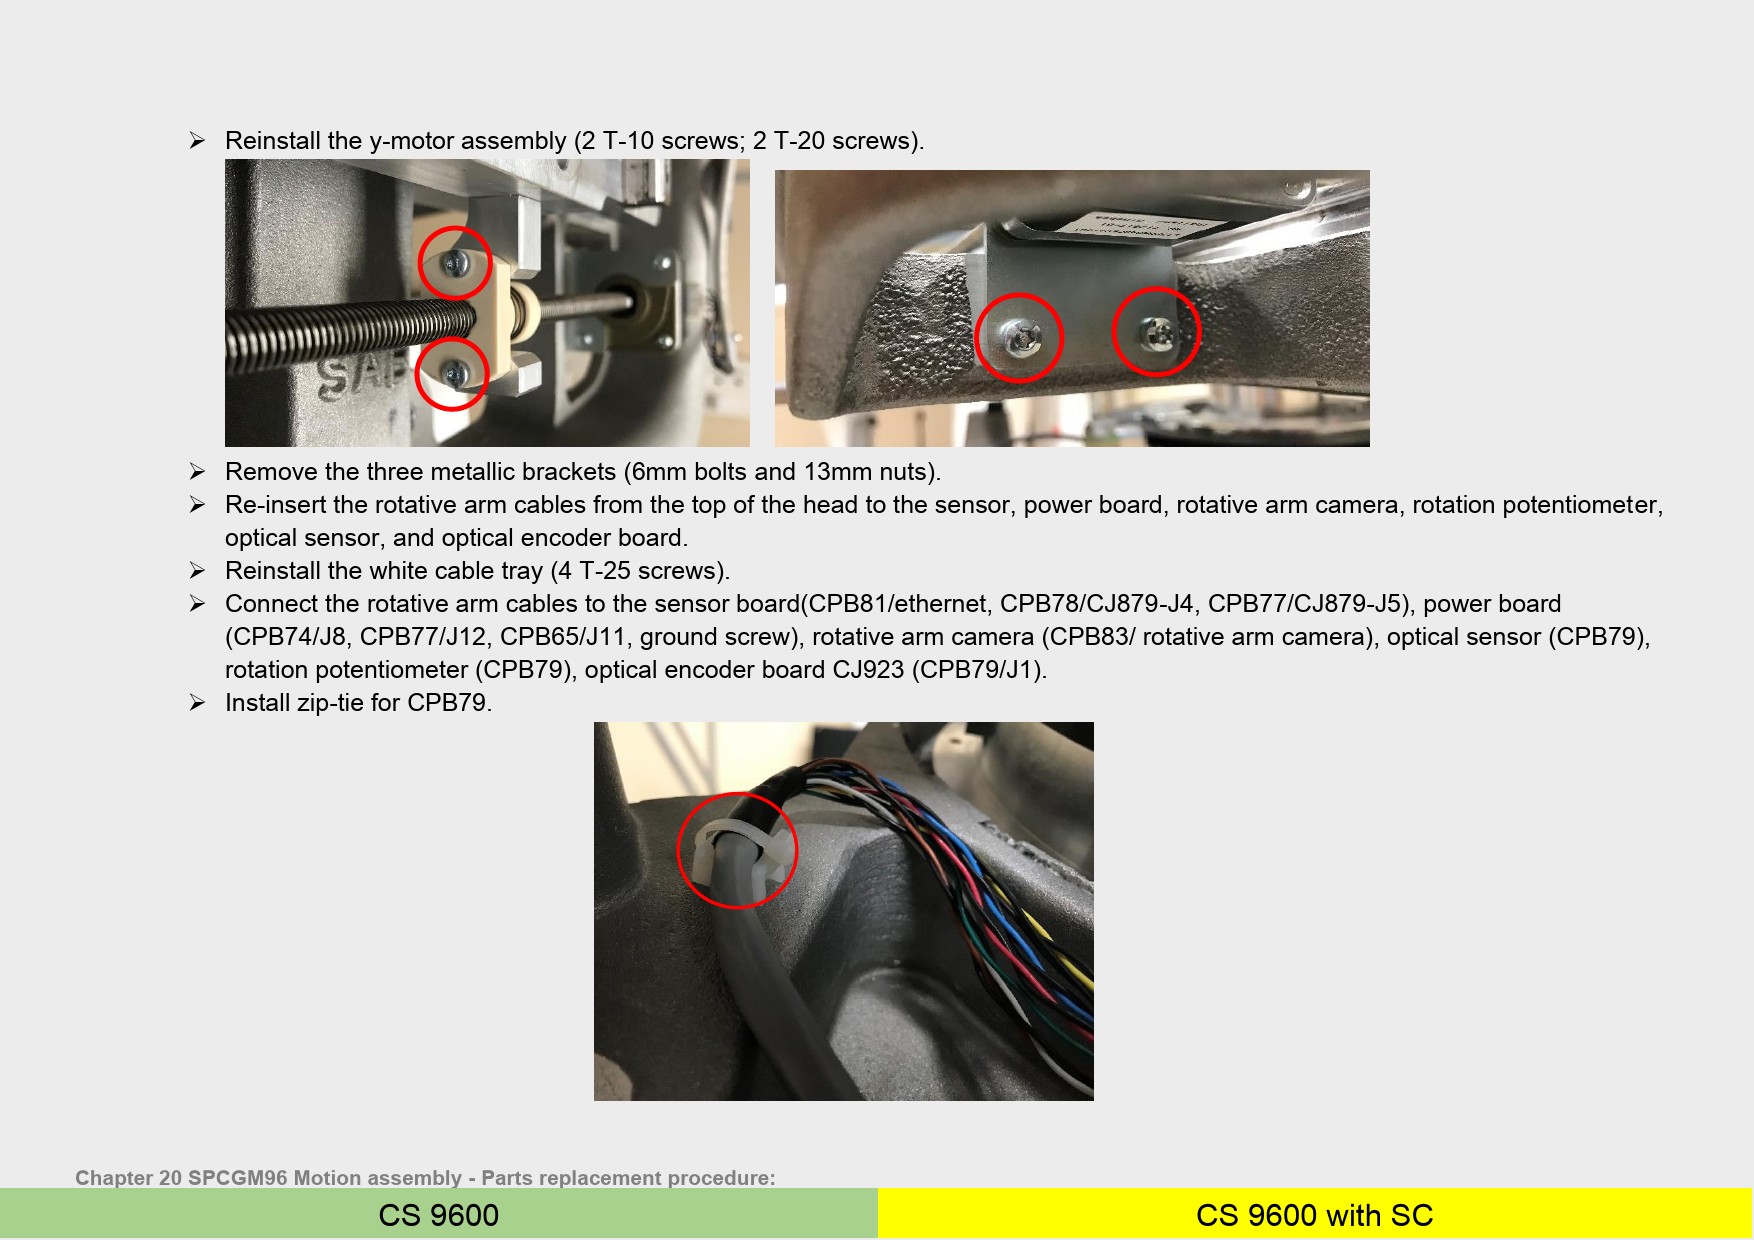 ➢ Reinstall the y-motor assembly (2 T-10 screws; 2 T-20 screws).
SAF
➢ Remove the three metallic brackets (6mm bolts and 13mm nuts).
➢ Re-insert the rotative arm cables from the top of the head to the sensor, power board, rotative arm camera, rotation potentiometer,
optical sensor, and optical encoder board.
➢ Reinstall the white cable tray (4 T-25 screws).
➢ Connect the rotative arm cables to the sensor board(CPB81/ethernet, CPB78/CJ879-J4, CPB77/CJ879-J5), power board
(CPB74/J8, CPB77/J12, CPB65/J11, ground screw), rotative arm camera (CPB83/ rotative arm camera), optical sensor (CPB79),
rotation potentiometer (CPB79), optical encoder board CJ923 (CPB79/J1).
➢ Install zip-tie for CPB79.
Chapter 20 SPCGM96 Motion assembly - Parts replacement procedure:
CS 9600
CS 9600 with SC